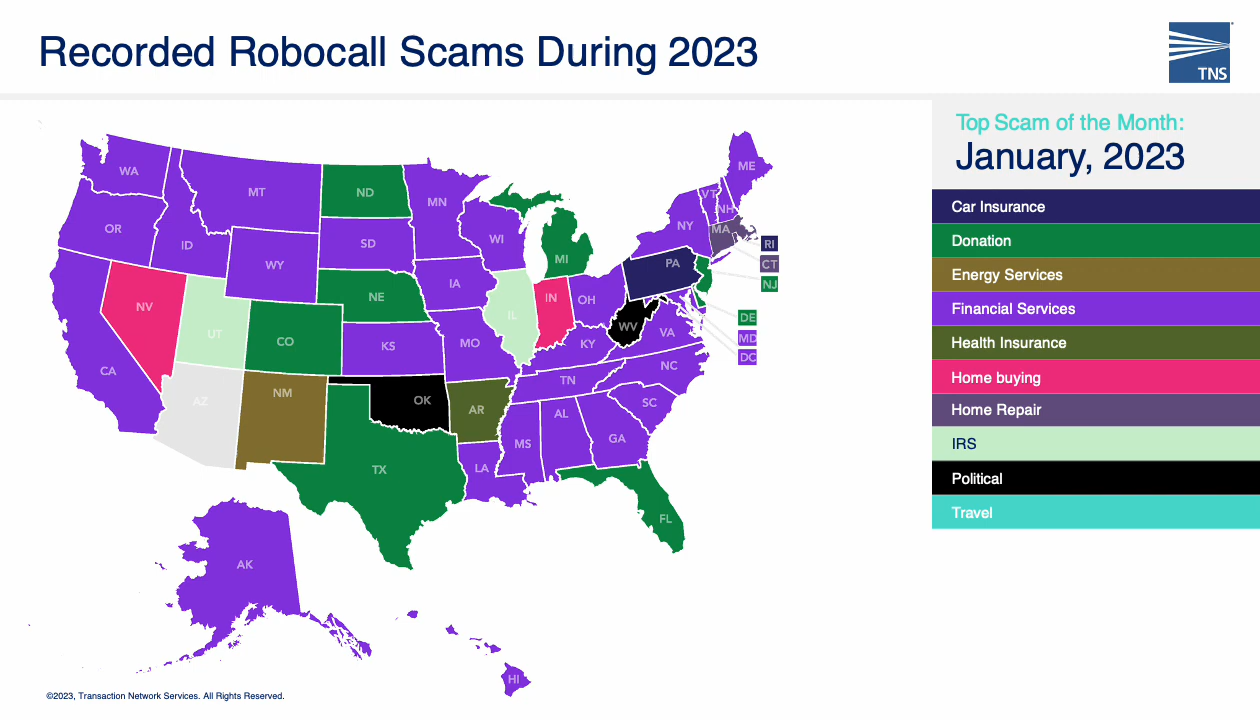 Recorded Robocall Scams During 2023
TNS
Top Scam of the Month:
January, 2023
Car Insurance
Donation
Energy Services
Financial Services
Health Insurance
Home buying
Home Repair
IRS
Political
Travel
WA
MT
ND
MN
ME
VT
NH
OR
ID
SD
WI
NY
MA
WY
MI
PA
RI
CT
NJ
NV
NE
IA
IL
IN
OH
UT
CO
KS
MO
KY
WV
VA
DE
MD
DC
CA
AZ
NM
OK
AR
TN
NC
SC
TX
LA
MS
AL
GA
FL
AK
HI
©2023, Transaction Network Services. All Rights Reserved.